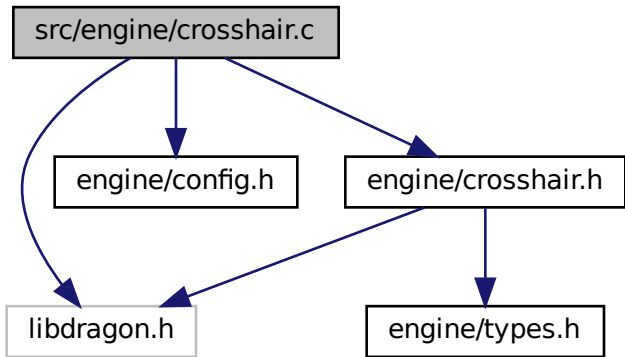 src/engine/crosshair.c
engine/config.h
engine/crosshair.h
libdragon.h
engine/types.h